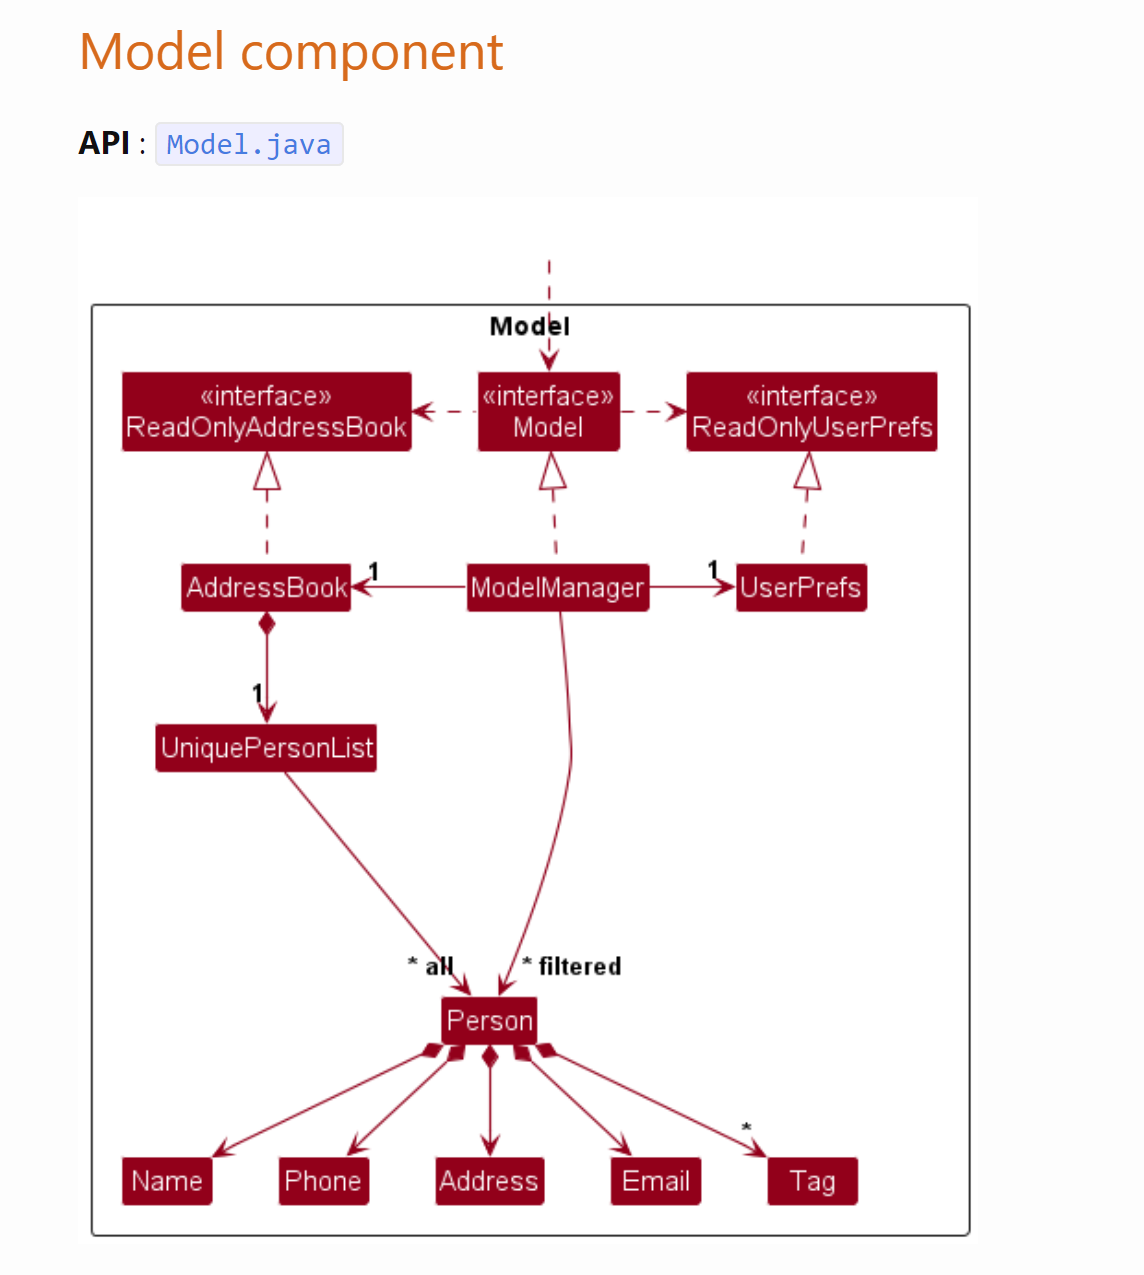 Model component
API : Model.java
Model
«interface»
ReadOnlyAddressBook
«interface»
Model
«interface»
ReadOnlyUserPrefs
AddressBook
1
ModelManager
1
UserPrefs
1
UniquePersonList
* all
* filtered
Person
*
Name
Phone
Address
Email
Tag